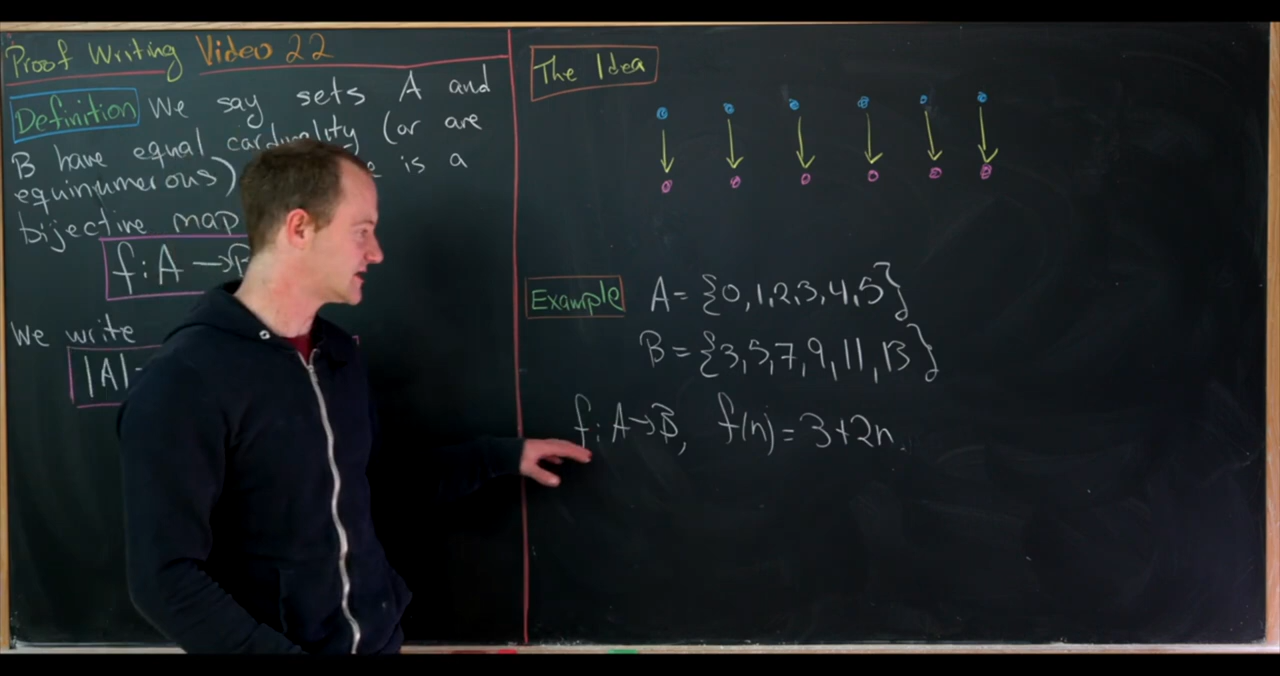 Proof Writing Video 22
Definition We say sets A and
B have equal cardinality (or are
equinumerous) is a
bijective map
f: A →B
We write
|A|=
The Idea
Example A = {0,1,2,3,4,5}
B = {3,5,7,9,11,13}
f: A→B, f(n) = 3+2n.